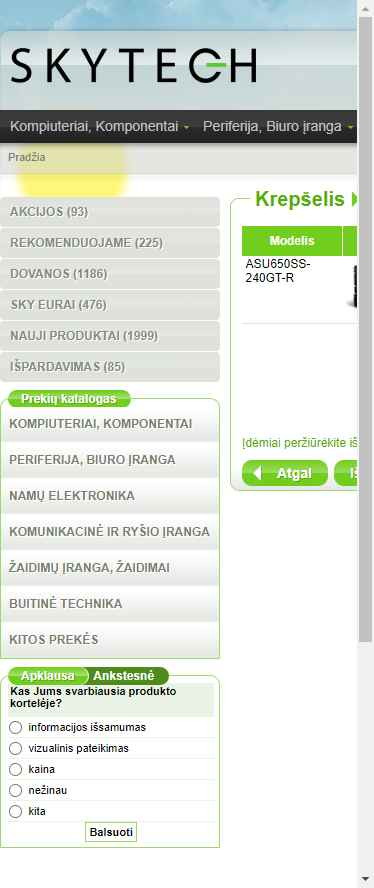 SKYTECH
Kompiuteriai, Komponentai
Periferija, Biuro įranga
Pradžia
AKCIJOS (93)
REKOMENDUOJAME (225)
DOVANOS (1186)
SKY EURAI (476)
NAUJI PRODUKTAI (1999)
IŠPARDAVIMAS (85)
Prekių katalogas
KOMPIUTERIAI, KOMPONENTAI
PERIFERIJA, BIURO ĮRANGA
NAMŲ ELEKTRONIKA
KOMUNIKACINĖ IR RYŠIO ĮRANGA
ŽAIDIMŲ ĮRANGA, ŽAIDIMAI
BUITINĖ TECHNIKA
KITOS PREKĖS
Apklausa
Ankstesnė
Kas Jums svarbiausia produkto
kortelėje?
informacijos išsamumas
vizualinis pateikimas
kaina
nežinau
kita
Balsuoti
Krepšelis
Modelis
ASU650SS-
240GT-R
Įdėmiai peržiūrėkite
Atgal